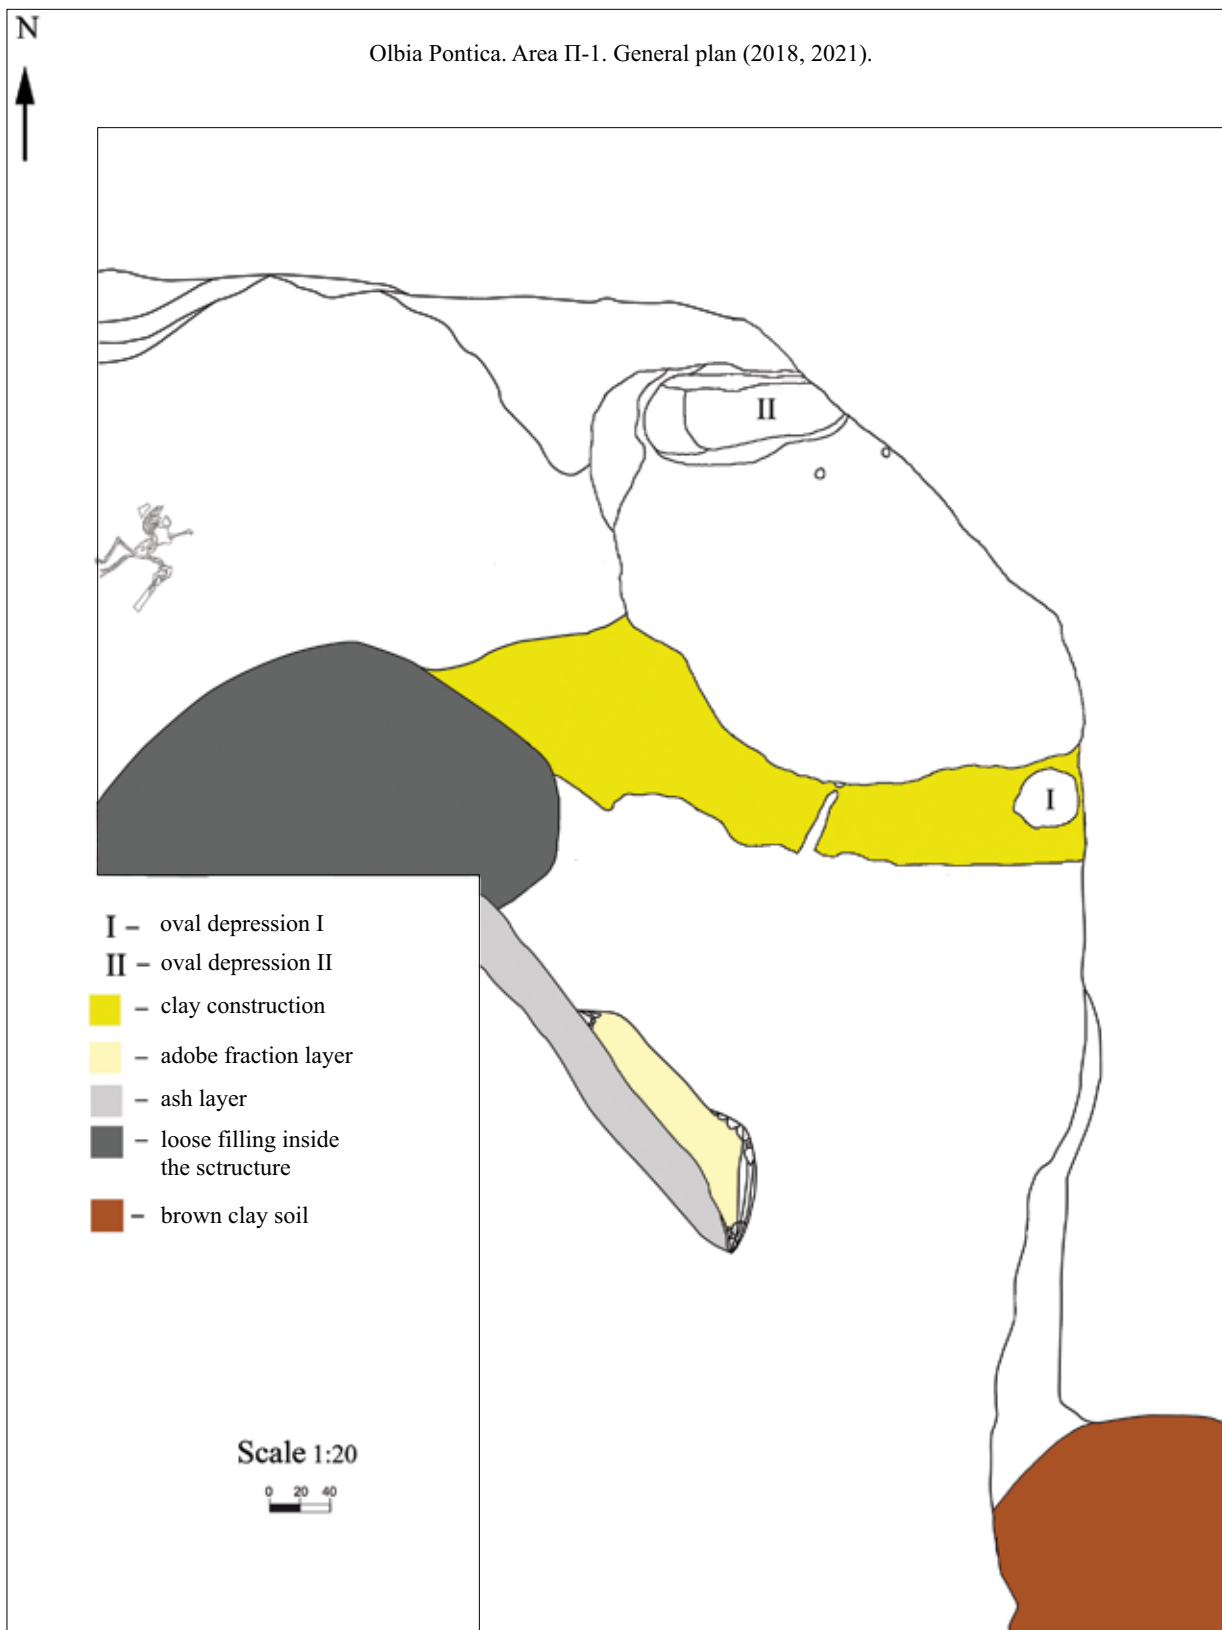 N
Olbia Pontica. Area П-1. General plan (2018, 2021).
II
I
I – oval depression I
II – oval depression II
– clay construction
– adobe fraction layer
– ash layer
– loose filling inside
the sctructure
– brown clay soil
Scale 1:20
0 20 40